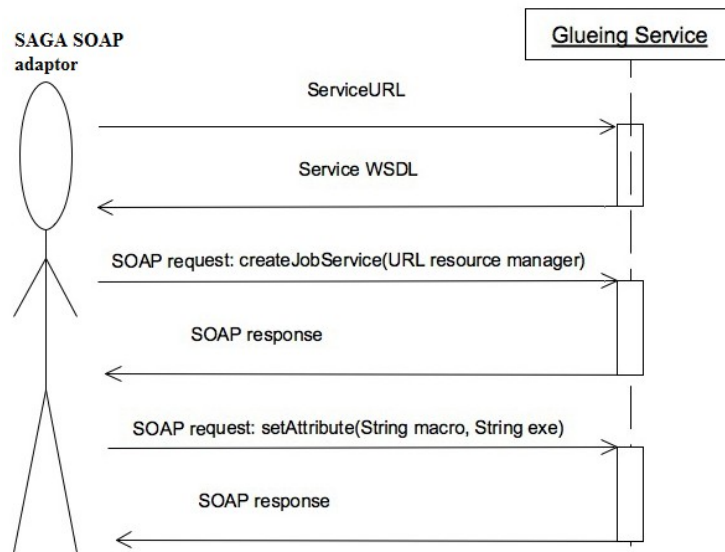 SAGA SOAP
adaptor
Glueing Service
ServiceURL
Service WSDL
SOAP request: createJobService(URL resource manager)
SOAP response
SOAP request: setAttribute(String macro, String exe)
SOAP response